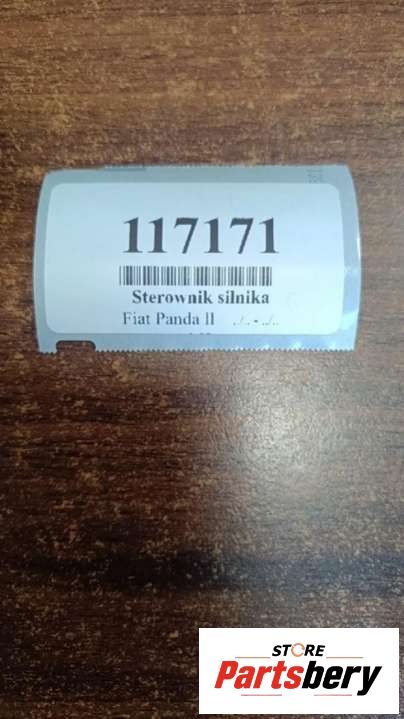 117171
Sterownik silnika
Fiat Panda II ../.. - ../..
STORE
Partsbery